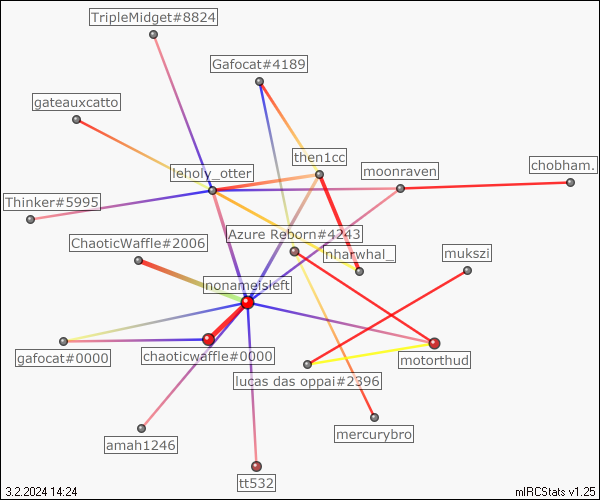 TripleMidget#8824
Gafocat#4189
gateauxcatto
then1cc
leholy_otter
moonraven
chobham.
Thinker#5995
Azure Reborn#4243
ChaoticWaffle#2006
nharwhal_
mukszi
nonameisleft
gafocat#0000
chaoticwaffle#0000
motorthud
lucas das oppai#2396
amah1246
mercurybro
tt532
3.2.2024 14:24
mIRCStats v1.25